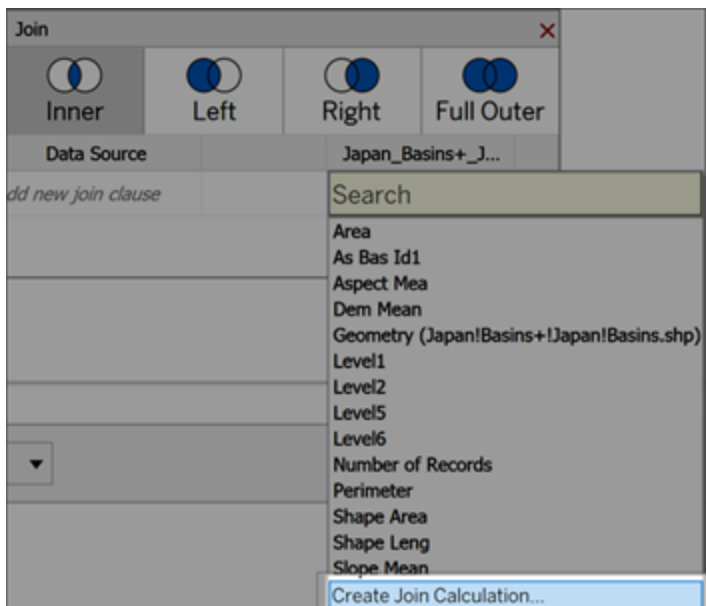 Join
Inner Left Right Full Outer
Data Source Japan_Basins+_J...
dd new join clause
Search
Area
As Bas Id1
Aspect Mea
Dem Mean
Geometry (Japan!Basins+!Japan!Basins.shp)
Level1
Level2
Level5
Level6
Number of Records
Perimeter
Shape Area
Shape Leng
Slope Mean
Create Join Calculation...